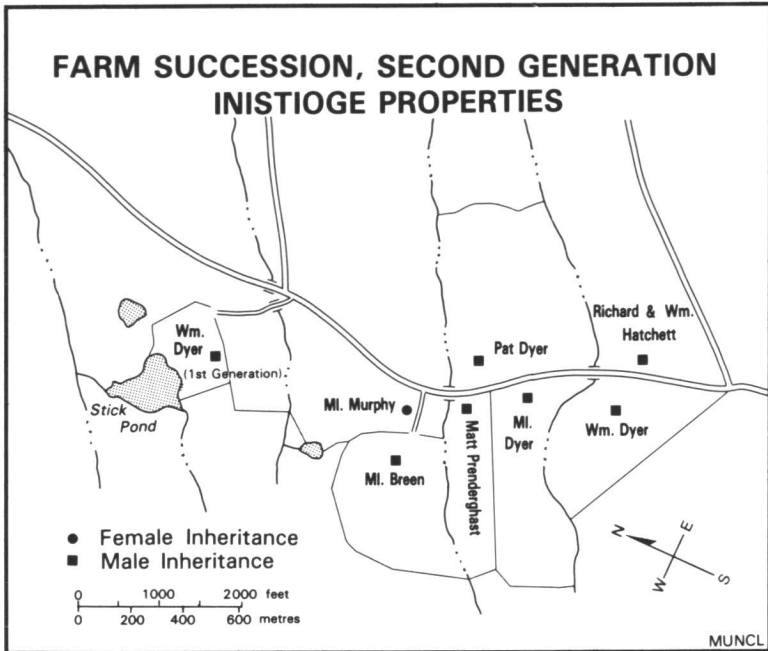 FARM SUCCESSION, SECOND GENERATION
INISTIOGE PROPERTIES
Richard & Wm.
Hatchett
Wm.
Dyer
(1st Generation)
Pat Dyer
Stick
Pond
Ml. Murphy
Matt Prenderghast
Ml.
Dyer
Wm. Dyer
Ml. Breen
Female Inheritance
Male Inheritance
0 1000 2000 feet
0 200 400 600 metres
N
E
W
S
MUNCL